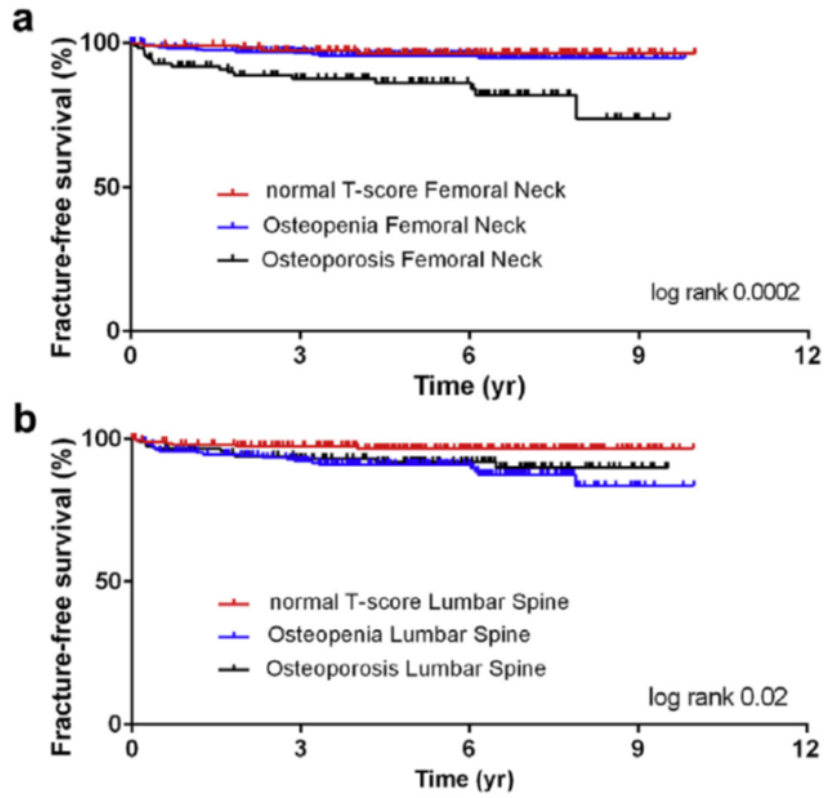 a
Fracture-free survival (%)
100
50
0
normal T-score Femoral Neck
Osteopenia Femoral Neck
Osteoporosis Femoral Neck
log rank 0.0002
0 3 6 9 12
Time (yr)
b
Fracture-free survival (%)
100
50
0
normal T-score Lumbar Spine
Osteopenia Lumbar Spine
Osteoporosis Lumbar Spine
log rank 0.02
0 3 6 9 12
Time (yr)